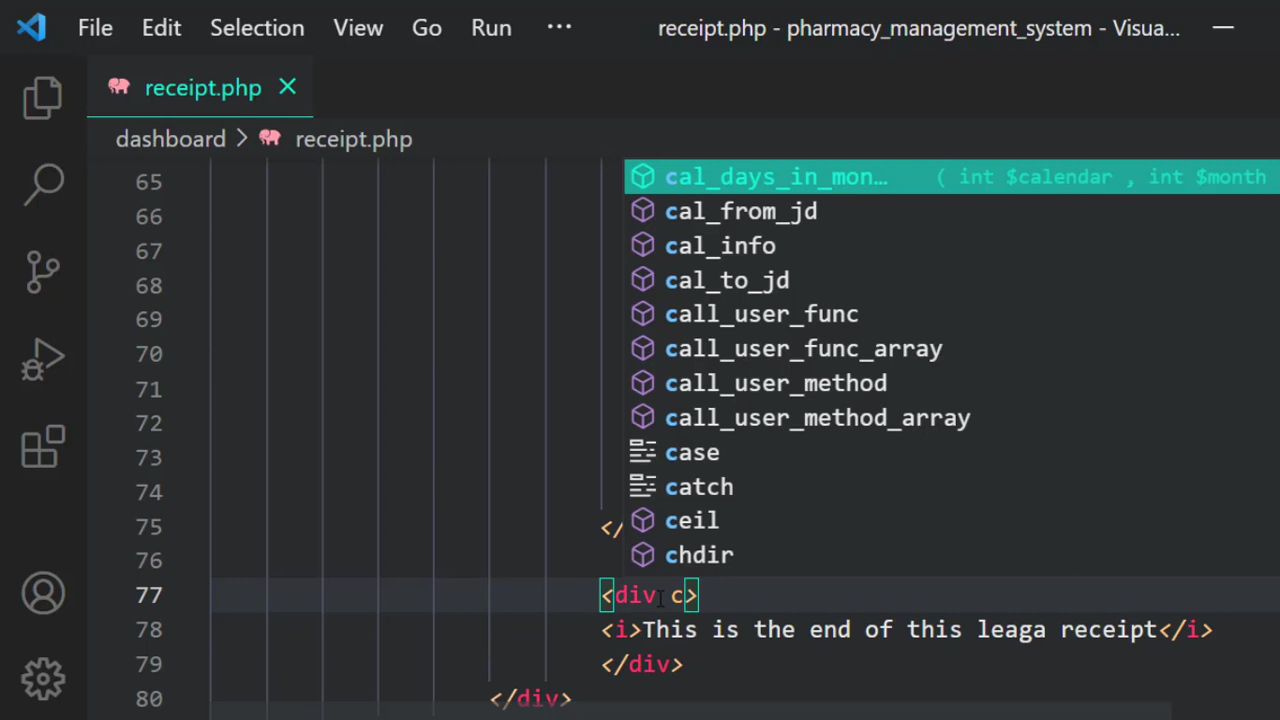 File Edit Selection View Go Run ··· receipt.php - pharmacy_management_system - Visua...
receipt.php
dashboard > receipt.php
65 cal_days_in_mon… ( int $calendar , int $month
66 cal_from_jd
67 cal_info
68 cal_to_jd
69 call_user_func
70 call_user_func_array
71 call_user_method
72 call_user_method_array
73 case
74 catch
75 </ ceil
76 chdir
77 <div c>
78 <i>This is the end of this leaga receipt</i>
79 </div>
80 </div>